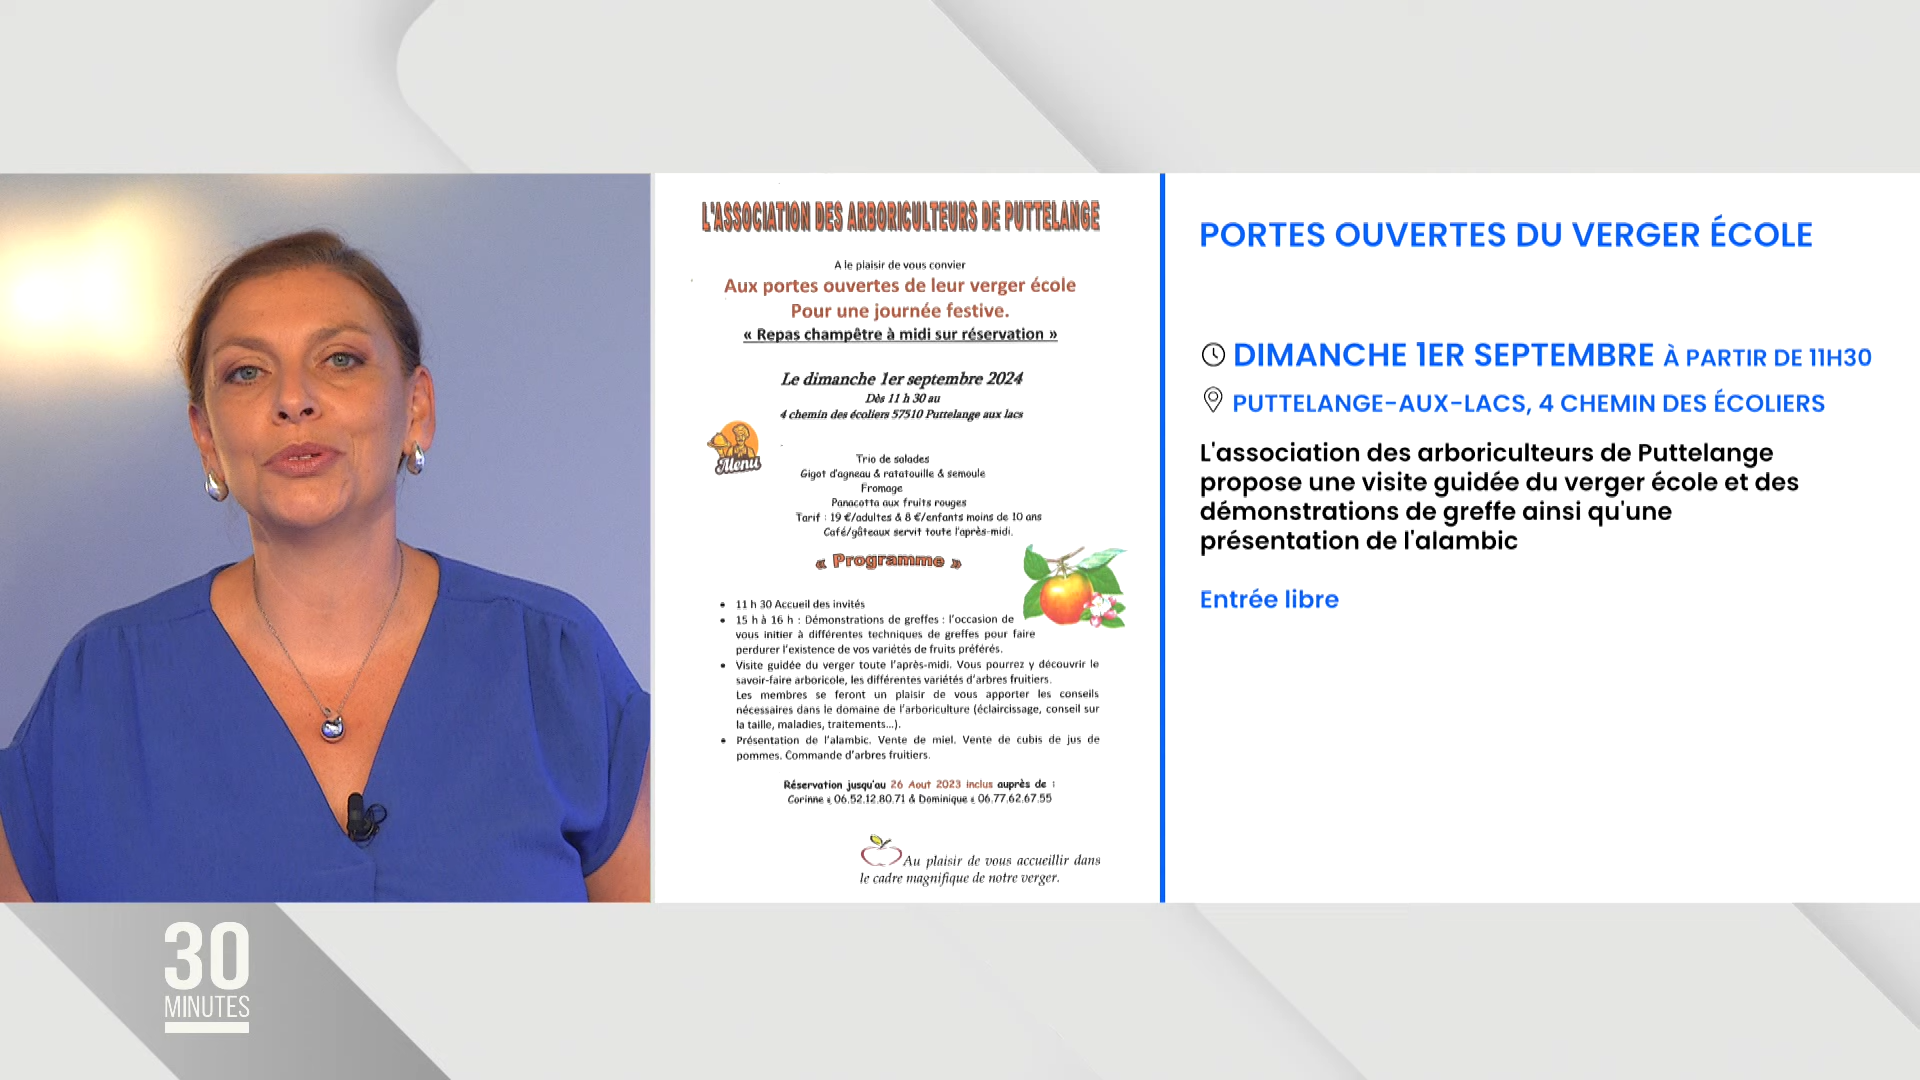 L'ASSOCIATION DES ARBORICULTEURS DE PUTTELANGE
A le plaisir de vous convier
Aux portes ouvertes de leur verger école
Pour une journée festive.
« Repas champêtre à midi sur réservation »
Le dimanche 1er septembre 2024
Dès 11 h 30 au
4 chemin des écoliers 57510 Puttelange aux lacs
Menu
Trio de salades
Gigot d'agneau & ratatouille & semoule
Fromage
Panacotta aux fruits rouges
Tarif : 19 €/adultes & 8 €/enfants moins de 10 ans
Café/gâteaux servit toute l'après-midi.
« Programme »
• 11 h 30 Accueil des invités
• 15 h à 16 h : Démonstrations de greffes : l'occasion de
vous initier à différentes techniques de greffes pour faire
perdurer l'existence de vos variétés de fruits préférés.
• Visite guidée du verger toute l'après-midi. Vous pourrez y découvrir le
savoir-faire arboricole, les différentes variétés d'arbres fruitiers.
Les membres se feront un plaisir de vous apporter les conseils
nécessaires dans le domaine de l'arboriculture (éclaircissage, conseil sur
la taille, maladies, traitements...).
• Présentation de l'alambic. Vente de miel. Vente de cubis de jus de
pommes. Commande d'arbres fruitiers.
Réservation jusqu'au 26 Aout 2023 inclus auprès de :
Corinne : 06.52.12.80.71 & Dominique : 06.77.62.67.55
Au plaisir de vous accueillir dans
le cadre magnifique de notre verger.
PORTES OUVERTES DU VERGER ÉCOLE
DIMANCHE 1ER SEPTEMBRE À PARTIR DE 11H30
PUTTELANGE-AUX-LACS, 4 CHEMIN DES ÉCOLIERS
L'association des arboriculteurs de Puttelange
propose une visite guidée du verger école et des
démonstrations de greffe ainsi qu'une
présentation de l'alambic
Entrée libre
30
MINUTES